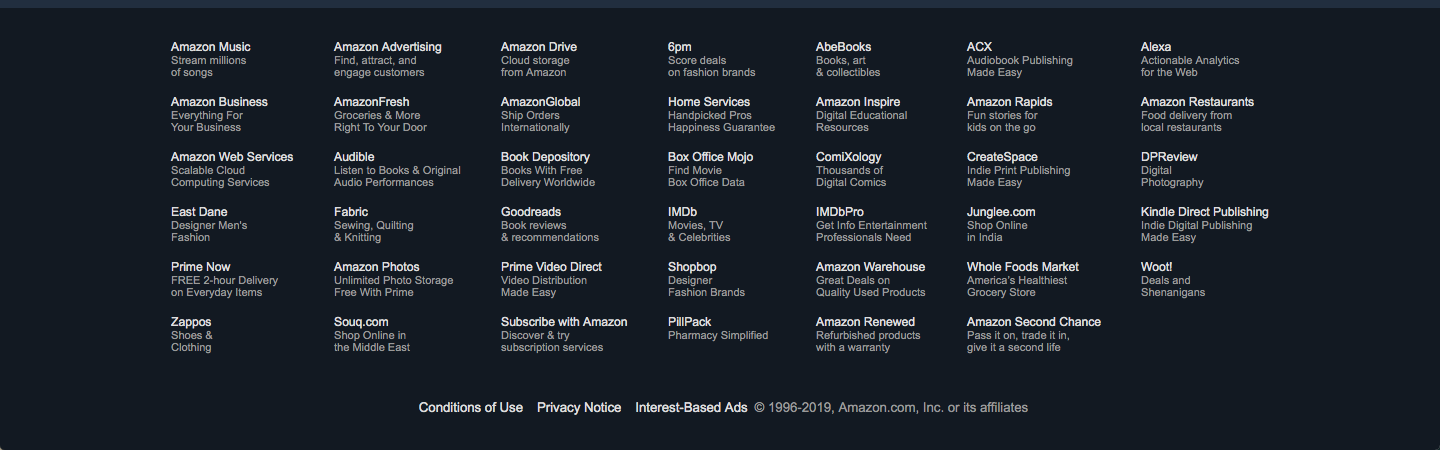 Amazon Music
Stream millions
of songs
Amazon Advertising
Find, attract, and
engage customers
Amazon Drive
Cloud storage
from Amazon
6pm
Score deals
on fashion brands
AbeBooks
Books, art
& collectibles
ACX
Audiobook Publishing
Made Easy
Alexa
Actionable Analytics
for the Web
Amazon Business
Everything For
Your Business
AmazonFresh
Groceries & More
Right To Your Door
AmazonGlobal
Ship Orders
Internationally
Home Services
Handpicked Pros
Happiness Guarantee
Amazon Inspire
Digital Educational
Resources
Amazon Rapids
Fun stories for
kids on the go
Amazon Restaurants
Food delivery from
local restaurants
Amazon Web Services
Scalable Cloud
Computing Services
Audible
Listen to Books & Original
Audio Performances
Book Depository
Books With Free
Delivery Worldwide
Box Office Mojo
Find Movie
Box Office Data
ComiXology
Thousands of
Digital Comics
CreateSpace
Indie Print Publishing
Made Easy
DPReview
Digital
Photography
East Dane
Designer Men's
Fashion
Fabric
Sewing, Quilting
& Knitting
Goodreads
Book reviews
& recommendations
IMDb
Movies, TV
& Celebrities
IMDbPro
Get Info Entertainment
Professionals Need
Junglee.com
Shop Online
in India
Kindle Direct Publishing
Indie Digital Publishing
Made Easy
Prime Now
FREE 2-hour Delivery
on Everyday Items
Amazon Photos
Unlimited Photo Storage
Free With Prime
Prime Video Direct
Video Distribution
Made Easy
Shopbop
Designer
Fashion Brands
Amazon Warehouse
Great Deals on
Quality Used Products
Whole Foods Market
America's Healthiest
Grocery Store
Woot!
Deals and
Shenanigans
Zappos
Shoes &
Clothing
Souq.com
Shop Online in
the Middle East
Subscribe with Amazon
Discover & try
subscription services
PillPack
Pharmacy Simplified
Amazon Renewed
Refurbished products
with a warranty
Amazon Second Chance
Pass it on, trade it in,
give it a second life
Conditions of Use Privacy Notice Interest-Based Ads © 1996-2019, Amazon.com, Inc. or its affiliates